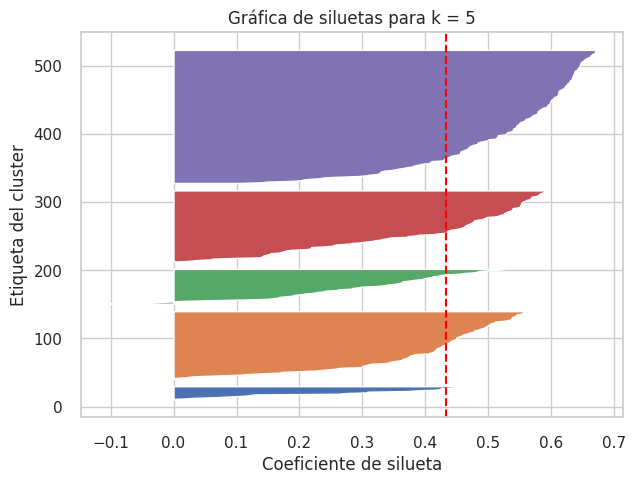 Gráfica de siluetas para k = 5
Etiqueta del cluster
500
400
300
200
100
0
−0.1 0.0 0.1 0.2 0.3 0.4 0.5 0.6 0.7
Coeficiente de silueta